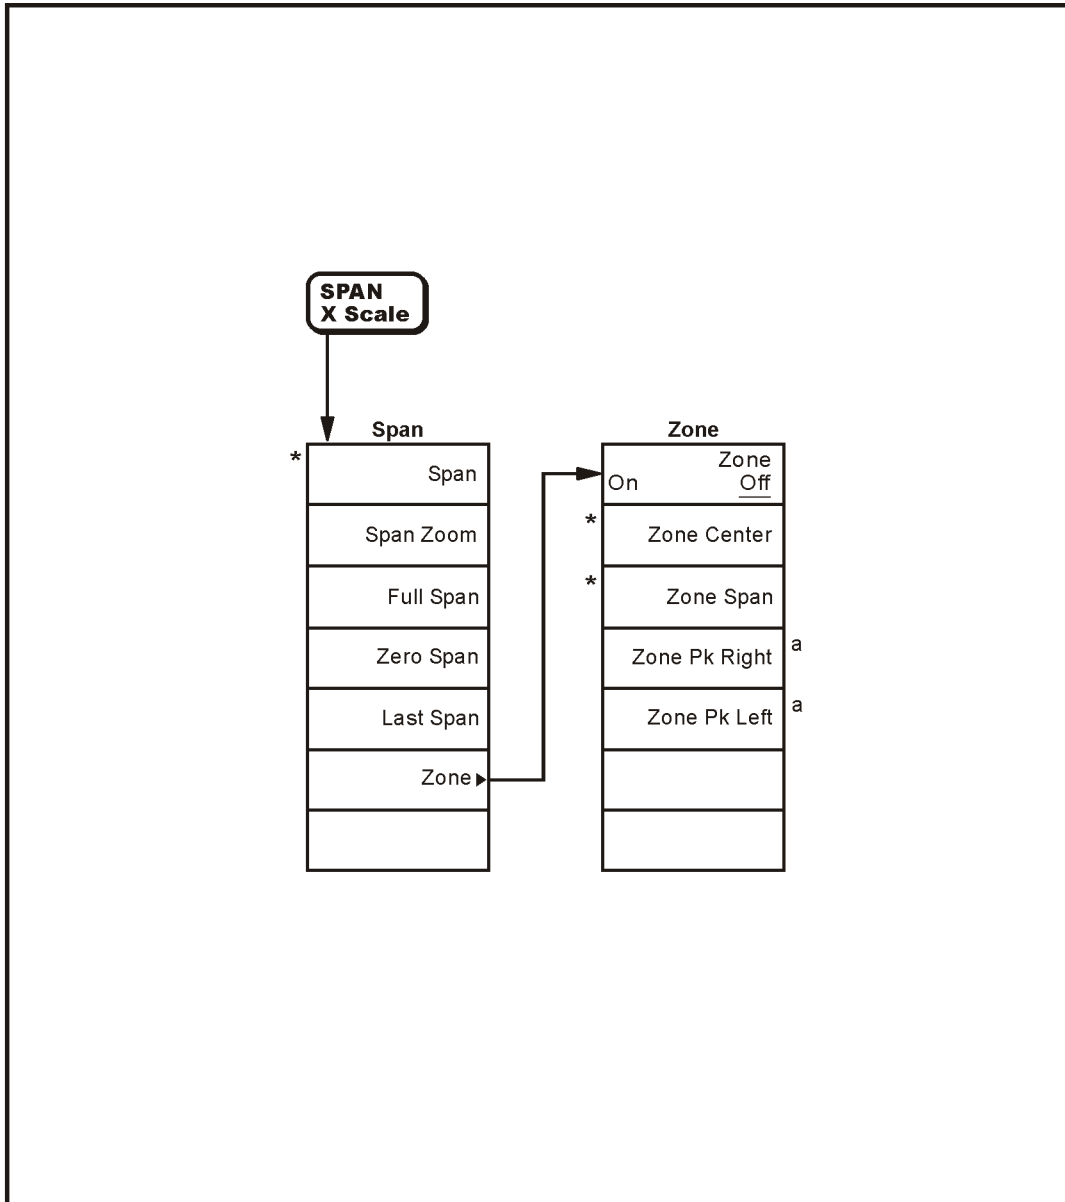 SPAN
X Scale
Span
* Span
Span Zoom
Full Span
Zero Span
Last Span
Zone
Zone
Zone
On Off
* Zone Center
* Zone Span
Zone Pk Right a
Zone Pk Left a